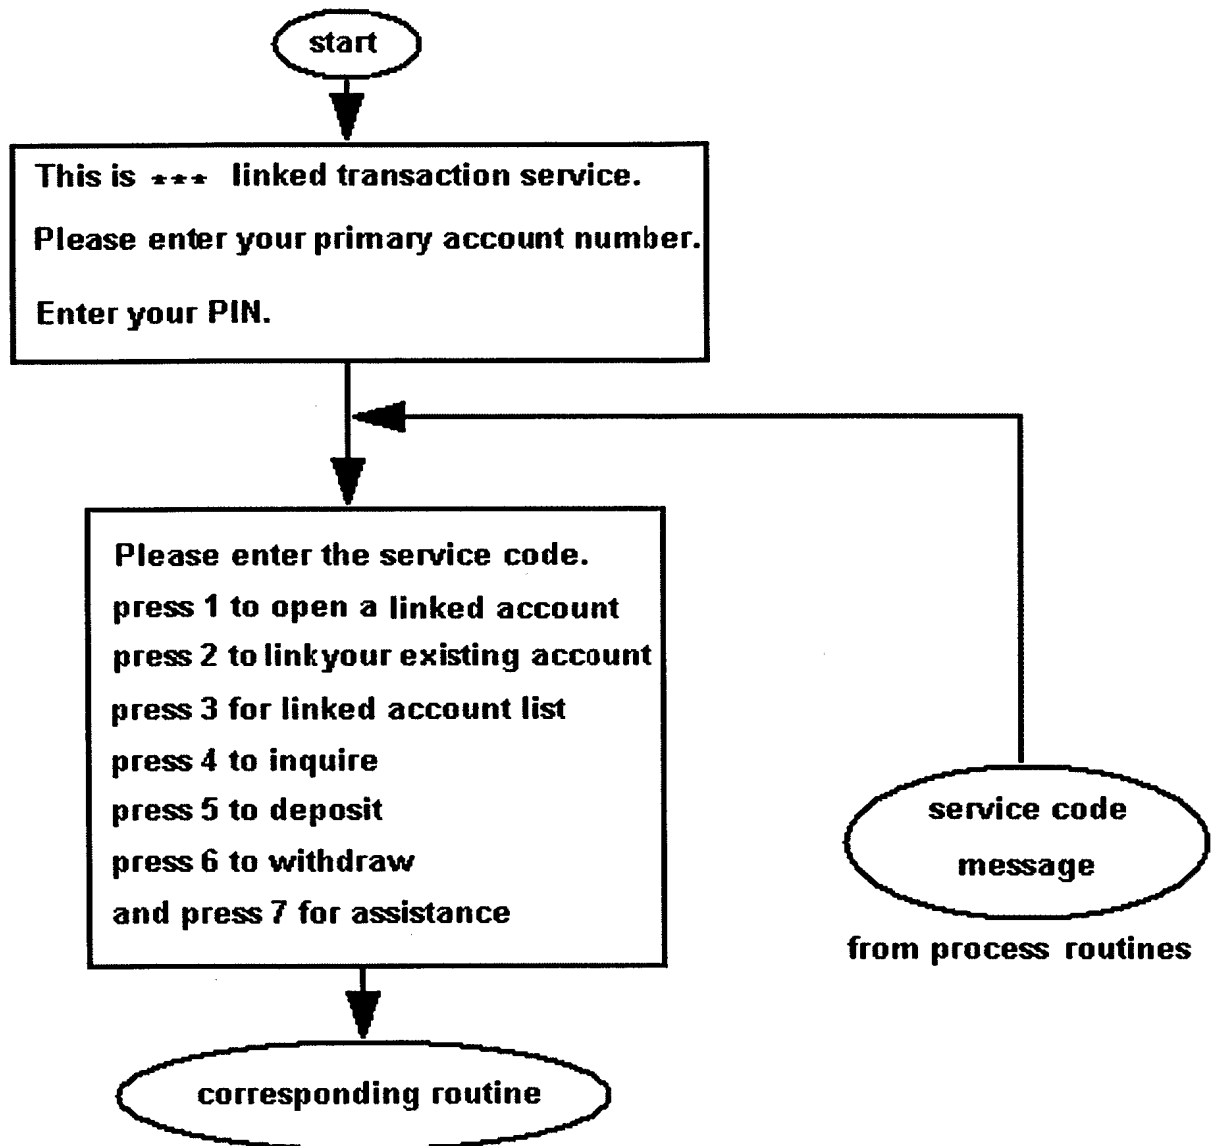 start
This is *** linked transaction service.
Please enter your primary account number.
Enter your PIN.
Please enter the service code.
press 1 to open a linked account
press 2 to linkyour existing account
press 3 for linked account list
press 4 to inquire
press 5 to deposit
press 6 to withdraw
and press 7 for assistance
service code
message
from process routines
corresponding routine